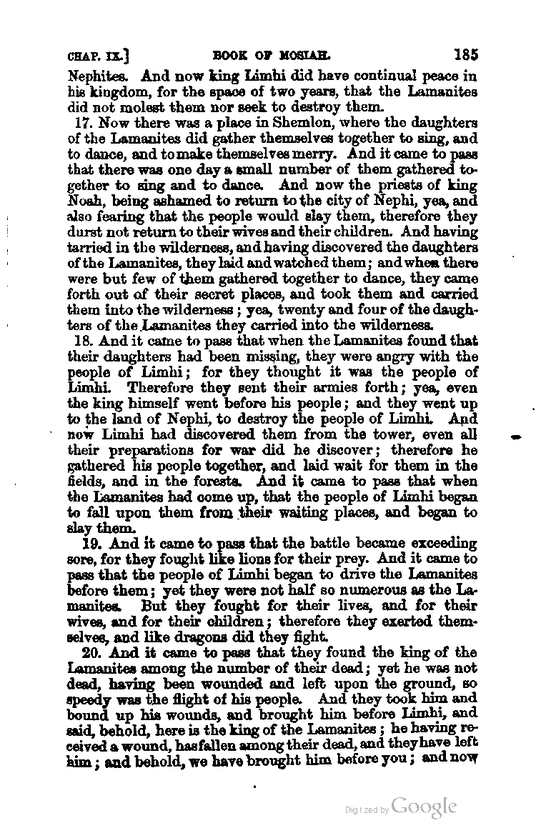 CHAP. IX.] BOOK OF MOSIAH. 185
Nephites. And now king Limhi did have continual peace in
his kingdom, for the space of two years, that the Lamanites
did not molest them nor seek to destroy them.
17. Now there was a place in Shemlon, where the daughters
of the Lamanites did gather themselves together to sing, and
to dance, and to make themselves merry. And it came to pass
that there was one day a small number of them gathered to-
gether to sing and to dance. And now the priests of king
Noah, being ashamed to return to the city of Nephi, yea, and
also fearing that the people would slay them, therefore they
durst not return to their wives and their children. And having
tarried in the wilderness, and having discovered the daughters
of the Lamanites, they laid and watched them; and when there
were but few of them gathered together to dance, they came
forth out of their secret places, and took them and carried
them into the wilderness; yea, twenty and four of the daugh-
ters of the Lamanites they carried into the wilderness.
18. And it came to pass that when the Lamanites found that
their daughters had been missing, they were angry with the
people of Limhi; for they thought it was the people of
Limhi. Therefore they sent their armies forth; yea, even
the king himself went before his people; and they went up
to the land of Nephi, to destroy the people of Limhi. And
now Limhi had discovered them from the tower, even all
their preparations for war did he discover; therefore he
gathered his people together, and laid wait for them in the
fields, and in the forests. And it came to pass that when
the Lamanites had come up, that the people of Limhi began
to fall upon them from their waiting places, and began to
slay them.
19. And it came to pass that the battle became exceeding
sore, for they fought like lions for their prey. And it came to
pass that the people of Limhi began to drive the Lamanites
before them; yet they were not half so numerous as the La-
manites. But they fought for their lives, and for their
wives, and for their children; therefore they exerted them-
selves, and like dragons did they fight.
20. And it came to pass that they found the king of the
Lamanites among the number of their dead; yet he was not
dead, having been wounded and left upon the ground, so
speedy was the flight of his people. And they took him and
bound up his wounds, and brought him before Limhi, and
said, behold, here is the king of the Lamanites; he having re-
ceived a wound, has fallen among their dead, and they have left
him; and behold, we have brought him before you; and now
Digitized by Google